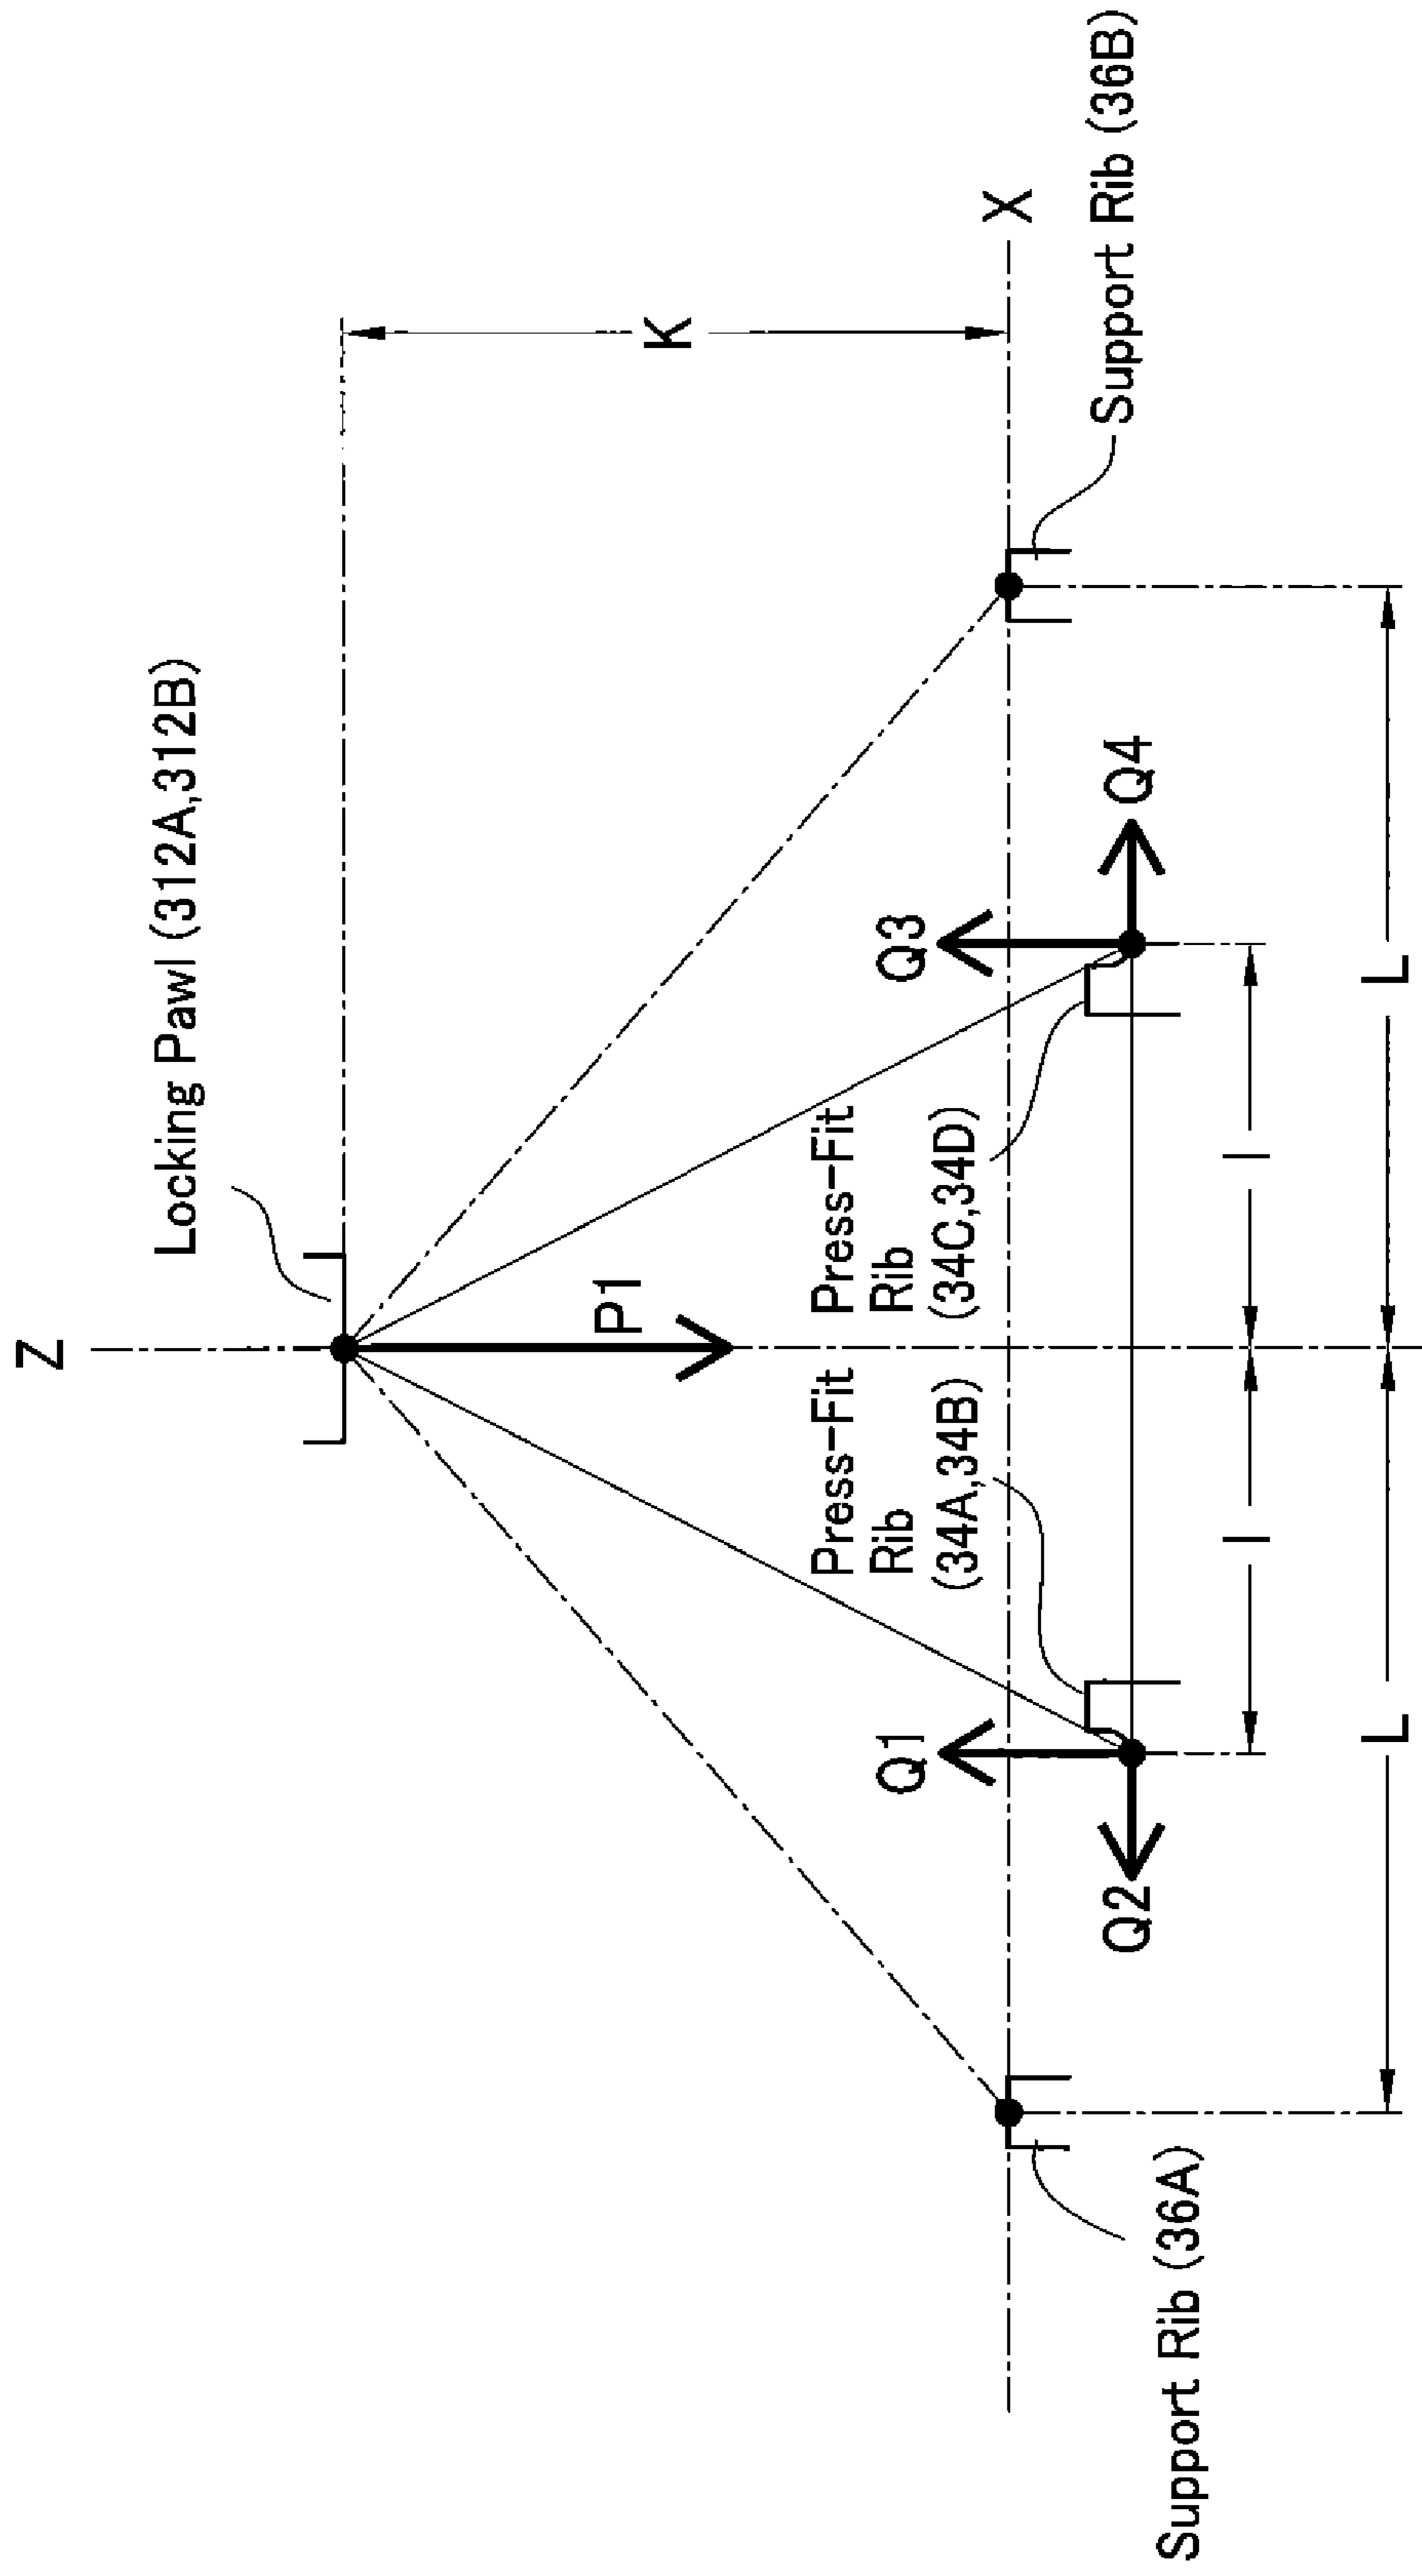 Z
Locking Pawl (312A,312B)
K
P1
X
Press-Fit
Rib
(34A,34B)
Press-Fit
Rib
(34C,34D)
Q1
Q3
Q2
Q4
Support Rib (36A)
Support Rib (36B)
l
l
L
L